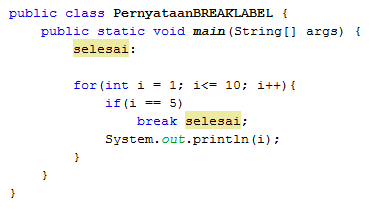 public class PernyataanBREAKLABEL {
    public static void main(String[] args) {
        selesai:

        for(int i = 1; i<= 10; i++){
            if(i == 5)
                break selesai;
            System.out.println(i);
        }
    }
}